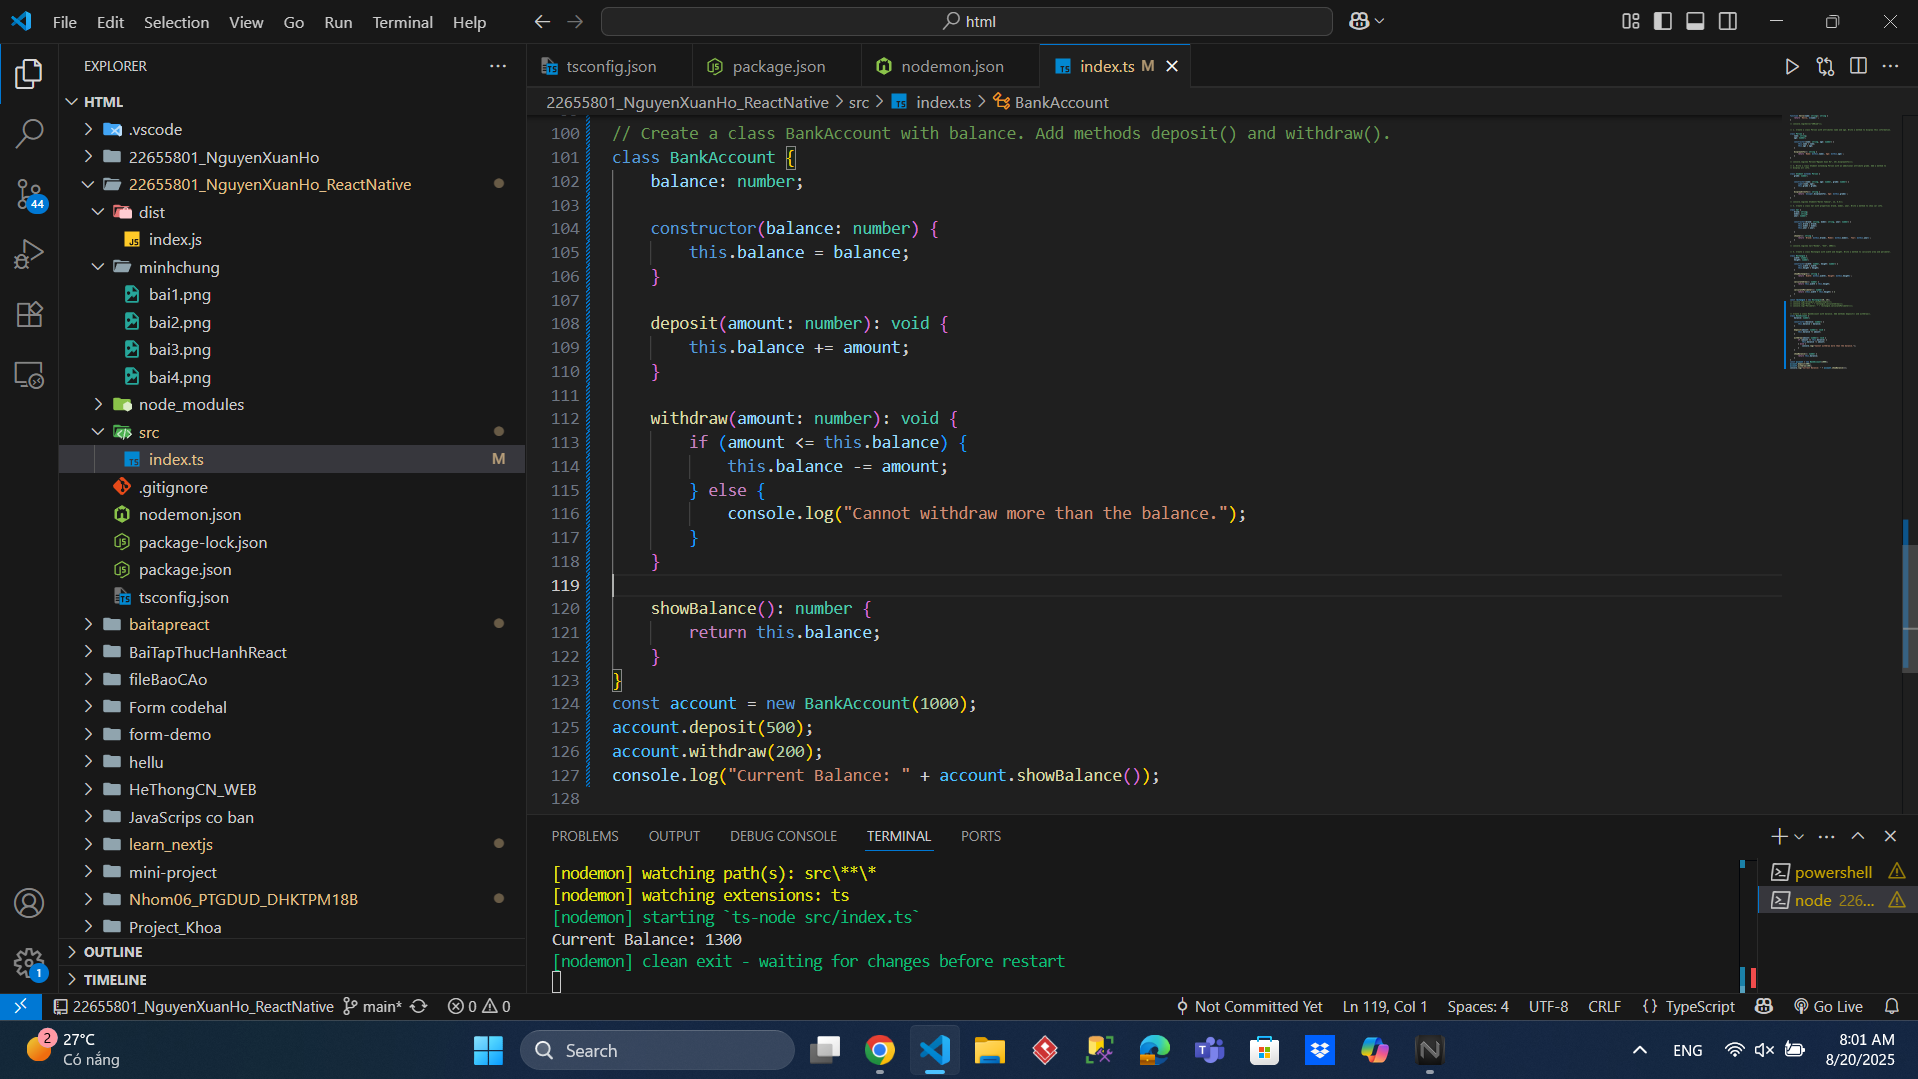 File Edit Selection View Go Run Terminal Help
html
EXPLORER
HTML
.vscode
22655801_NguyenXuanHo
22655801_NguyenXuanHo_ReactNative
dist
index.js
minhchung
bai1.png
bai2.png
bai3.png
bai4.png
node_modules
src
index.ts M
.gitignore
nodemon.json
package-lock.json
package.json
tsconfig.json
baitapreact
BaiTapThucHanhReact
fileBaoCAo
Form codehal
form-demo
hellu
HeThongCN_WEB
JavaScrips co ban
learn_nextjs
mini-project
Nhom06_PTGDUD_DHKTPM18B
Project_Khoa
OUTLINE
TIMELINE
44
1
tsconfig.json package.json nodemon.json index.ts M
22655801_NguyenXuanHo_ReactNative > src > index.ts > BankAccount
100 // Create a class BankAccount with balance. Add methods deposit() and withdraw().
101 class BankAccount {
102 balance: number;
103
104 constructor(balance: number) {
105 this.balance = balance;
106 }
107
108 deposit(amount: number): void {
109 this.balance += amount;
110 }
111
112 withdraw(amount: number): void {
113 if (amount <= this.balance) {
114 this.balance -= amount;
115 } else {
116 console.log("Cannot withdraw more than the balance.");
117 }
118 }
119
120 showBalance(): number {
121 return this.balance;
122 }
123 }
124 const account = new BankAccount(1000);
125 account.deposit(500);
126 account.withdraw(200);
127 console.log("Current Balance: " + account.showBalance());
128
PROBLEMS OUTPUT DEBUG CONSOLE TERMINAL PORTS
[nodemon] watching path(s): src\**\*
[nodemon] watching extensions: ts
[nodemon] starting `ts-node src/index.ts`
Current Balance: 1300
[nodemon] clean exit - waiting for changes before restart
powershell
node 226...
22655801_NguyenXuanHo_ReactNative main* 0 0
Not Committed Yet Ln 119, Col 1 Spaces: 4 UTF-8 CRLF {} TypeScript Go Live
2
27°C
Có nắng
Search
ENG
8:01 AM
8/20/2025